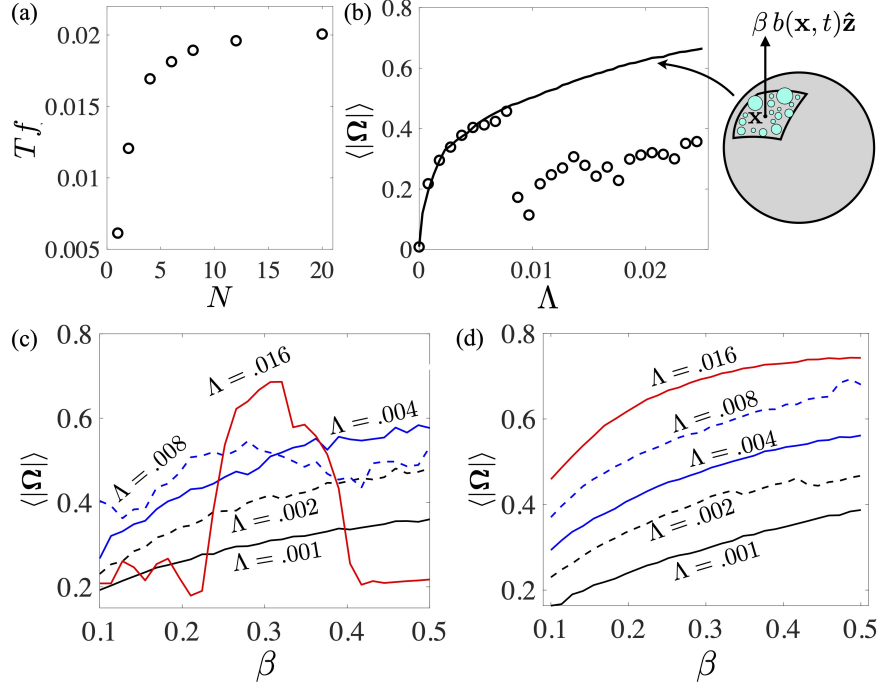 (a)
0.02
0.015
0.01
0.005
T f
0 5 10 15 20
N
(b)
0.8
0.6
0.4
0.2
0
⟨|Ω|⟩
0 0.01 0.02
Λ
β b(x, t)ẑ
x
(c)
0.8
0.6
0.4
0.2
⟨|Ω|⟩
Λ = .016
Λ = .004
Λ = .008
Λ = .002
Λ = .001
0.1 0.2 0.3 0.4 0.5
β
(d)
0.8
0.6
0.4
0.2
⟨|Ω|⟩
Λ = .016
Λ = .008
Λ = .004
Λ = .002
Λ = .001
0.1 0.2 0.3 0.4 0.5
β